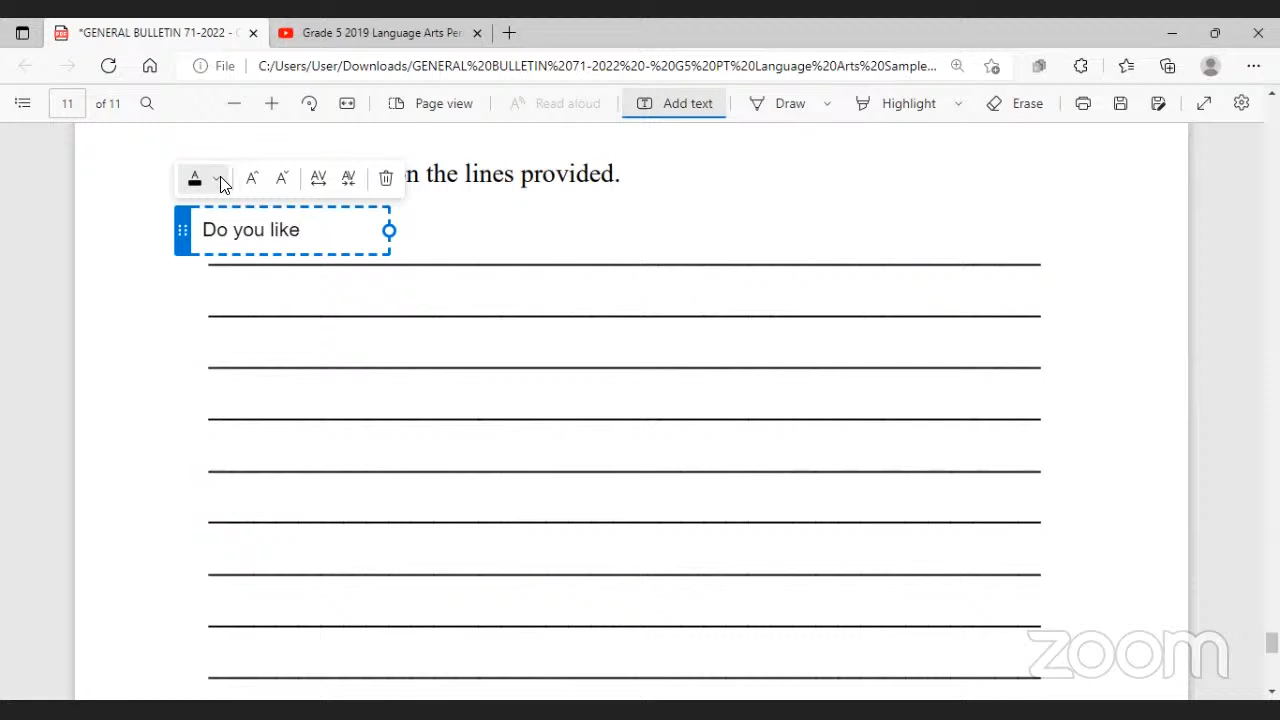 *GENERAL BULLETIN 71-2022 - G
Grade 5 2019 Language Arts Per
File
C:/Users/User/Downloads/GENERAL%20BULLETIN%2071-2022%20-%20G5%20PT%20Language%20Arts%20Sample...
11 of 11
Page view
Read aloud
Add text
Draw
Highlight
Erase
on the lines provided.
Do you like
zoom